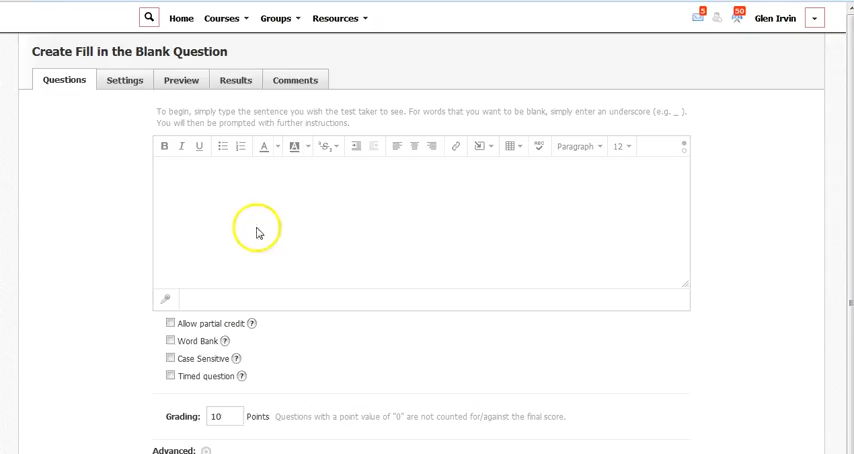 Home Courses Groups Resources 5 50 Glen Irvin
Create Fill in the Blank Question
Questions Settings Preview Results Comments
To begin, simply type the sentence you wish the test taker to see. For words that you want to be blank, simply enter an underscore (e.g. _ ).
You will then be prompted with further instructions.
B I U A A Paragraph 12
Allow partial credit ?
Word Bank ?
Case Sensitive ?
Timed question ?
Grading: 10 Points Questions with a point value of "0" are not counted for/against the final score.
Advanced: